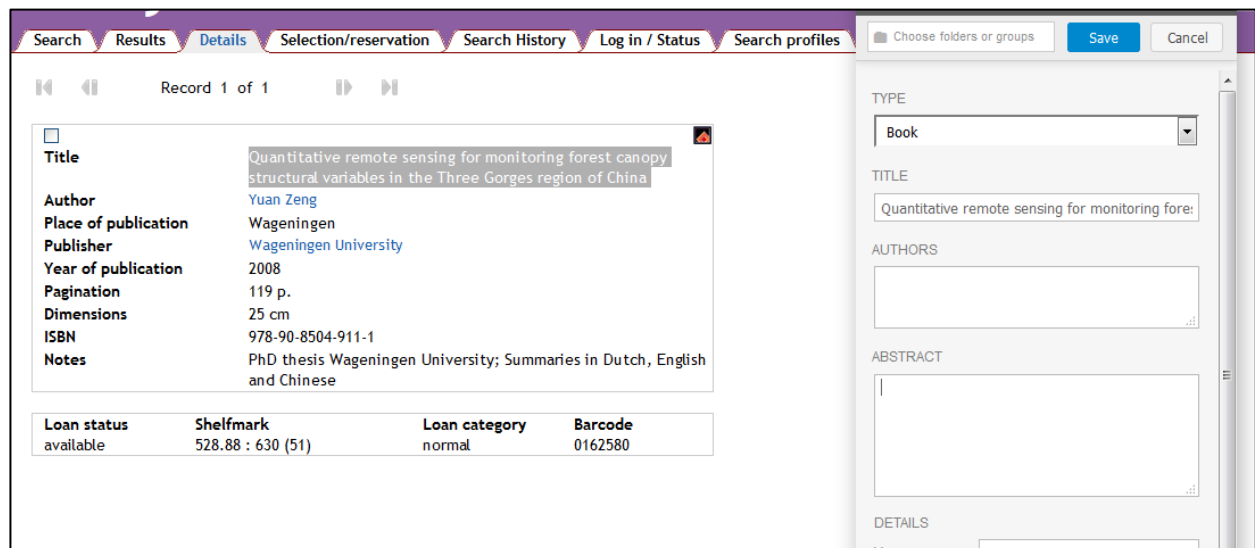 Search Results Details Selection/reservation Search History Log in / Status Search profiles
Record 1 of 1
Title Quantitative remote sensing for monitoring forest canopy
structural variables in the Three Gorges region of China
Author Yuan Zeng
Place of publication Wageningen
Publisher Wageningen University
Year of publication 2008
Pagination 119 p.
Dimensions 25 cm
ISBN 978-90-8504-911-1
Notes PhD thesis Wageningen University; Summaries in Dutch, English
and Chinese
Loan status Shelfmark Loan category Barcode
available 528.88 : 630 (51) normal 0162580
Choose folders or groups Save Cancel
TYPE
Book
TITLE
Quantitative remote sensing for monitoring fore
AUTHORS
ABSTRACT
DETAILS